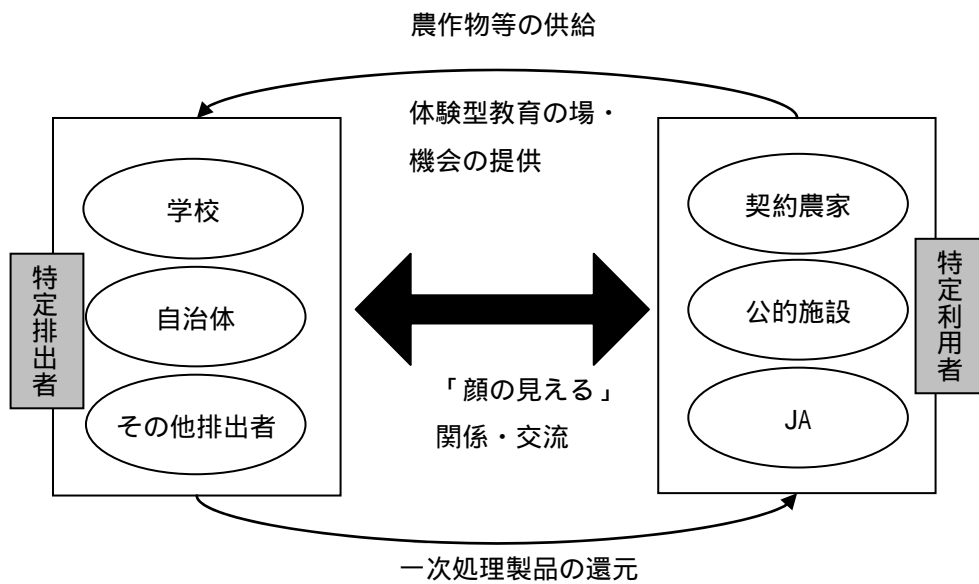 農作物等の供給
体験型教育の場・
機会の提供
学校
自治体
その他排出者
特定排出者
「顔の見える」
関係・交流
契約農家
公的施設
JA
特定利用者
一次処理製品の還元